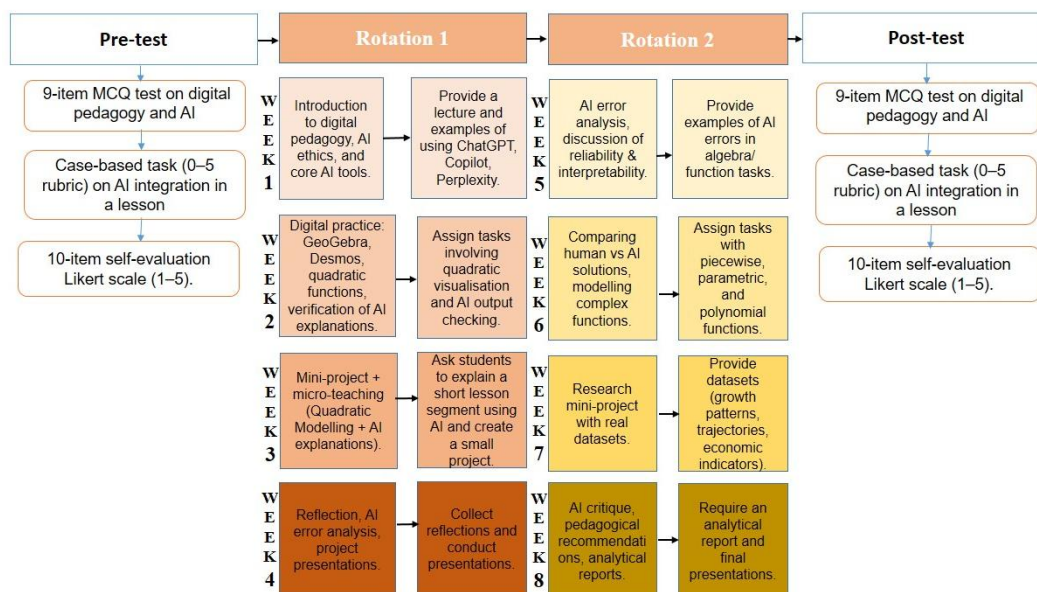 Pre-test
Rotation 1
Rotation 2
Post-test
9-item MCQ test on digital
pedagogy and AI
Case-based task (0–5
rubric) on AI integration in
a lesson
10-item self-evaluation
Likert scale (1–5).
WEEK 1
Introduction
to digital
pedagogy, AI
ethics, and
core AI tools.
Provide a
lecture and
examples of
using ChatGPT,
Copilot,
Perplexity.
WEEK 2
Digital practice:
GeoGebra,
Desmos,
quadratic
functions,
verification of AI
explanations.
Assign tasks
involving
quadratic
visualisation
and AI output
checking.
WEEK 3
Mini-project +
micro-teaching
(Quadratic
Modelling + AI
explanations).
Ask students
to explain a
short lesson
segment using
AI and create a
small project.
WEEK 4
Reflection, AI
error analysis,
project
presentations.
Collect
reflections and
conduct
presentations.
WEEK 5
AI error
analysis,
discussion of
reliability &
interpretability.
Provide
examples of AI
errors in
algebra/
function tasks.
WEEK 6
Comparing
human vs AI
solutions,
modelling
complex
functions.
Assign tasks
with
piecewise,
parametric,
and
polynomial
functions.
WEEK 7
Research
mini-project
with real
datasets.
Provide
datasets
(growth
patterns,
trajectories,
economic
indicators).
WEEK 8
AI critique,
pedagogical
recommendati
ons, analytical
reports.
Require an
analytical
report and
final
presentations.
9-item MCQ test on digital
pedagogy and AI
Case-based task (0–5
rubric) on AI integration in
a lesson
10-item self-evaluation
Likert scale (1–5).